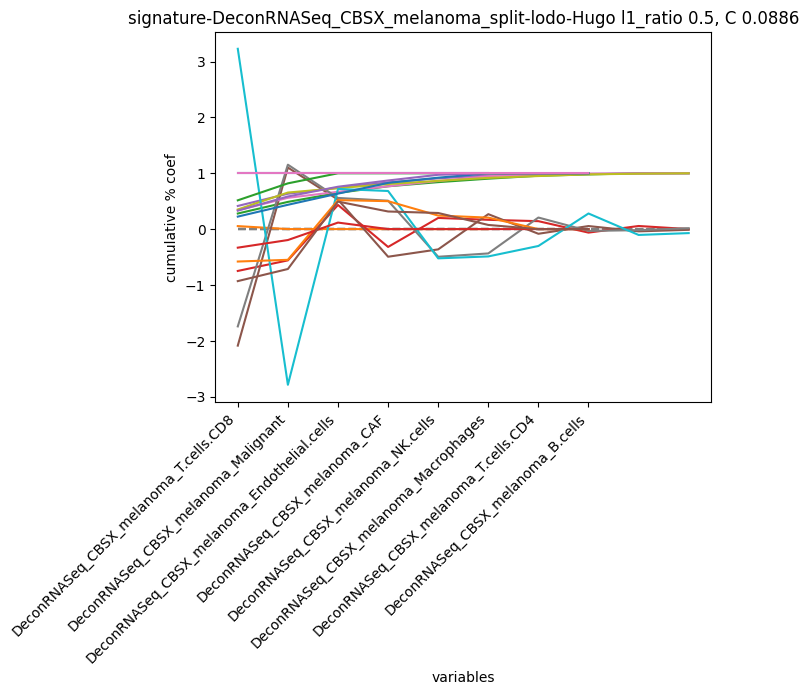 signature-DeconRNASeq_CBSX_melanoma_split-lodo-Hugo l1_ratio 0.5, C 0.0886
cumulative % coef
3
2
1
0
−1
−2
−3
DeconRNASeq_CBSX_melanoma_T.cells.CD8
DeconRNASeq_CBSX_melanoma_Malignant
DeconRNASeq_CBSX_melanoma_Endothelial.cells
DeconRNASeq_CBSX_melanoma_CAF
DeconRNASeq_CBSX_melanoma_NK.cells
DeconRNASeq_CBSX_melanoma_Macrophages
DeconRNASeq_CBSX_melanoma_T.cells.CD4
DeconRNASeq_CBSX_melanoma_B.cells
variables